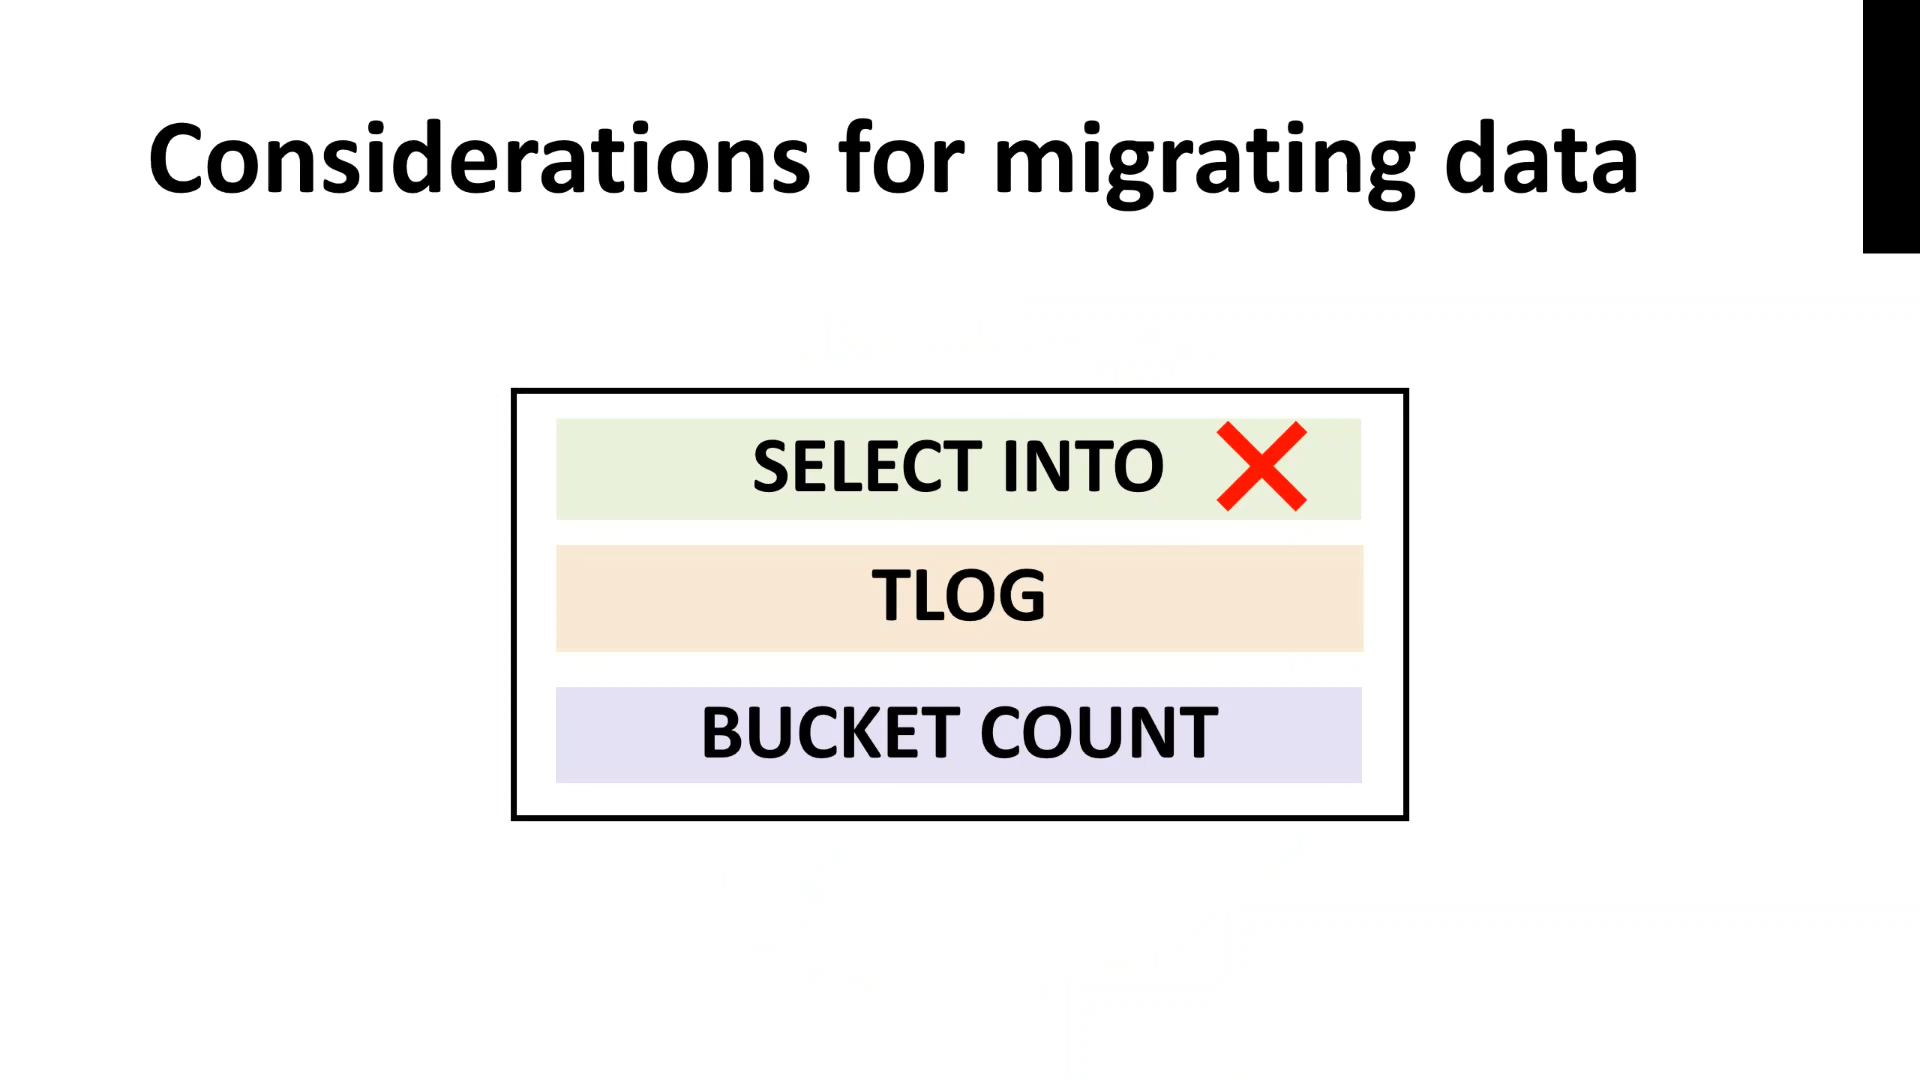 Considerations for migrating data
SELECT INTO
TLOG
BUCKET COUNT